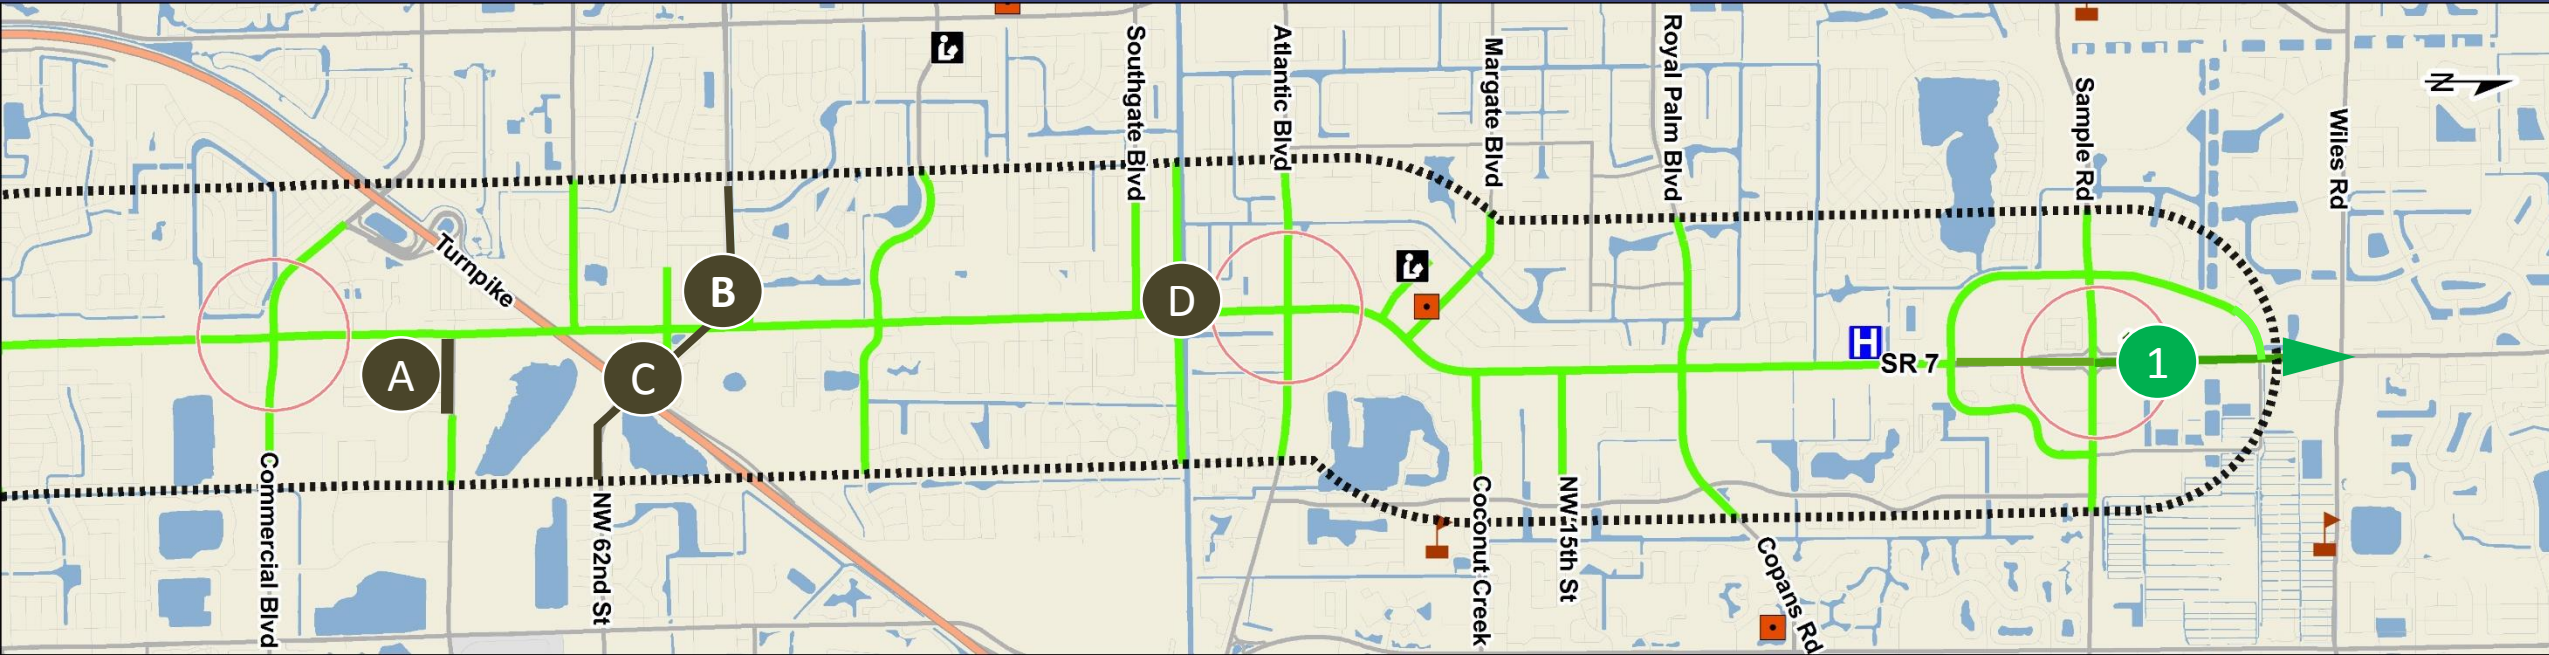 Southgate Blvd
Atlantic Blvd
Margate Blvd
Royal Palm Blvd
Sample Rd
Wiles Rd
N
Turnpike
A
B
C
D
H
SR 7
1
Commercial Blvd
NW 62nd St
Coconut Creek
NW 15th St
Copans Rd